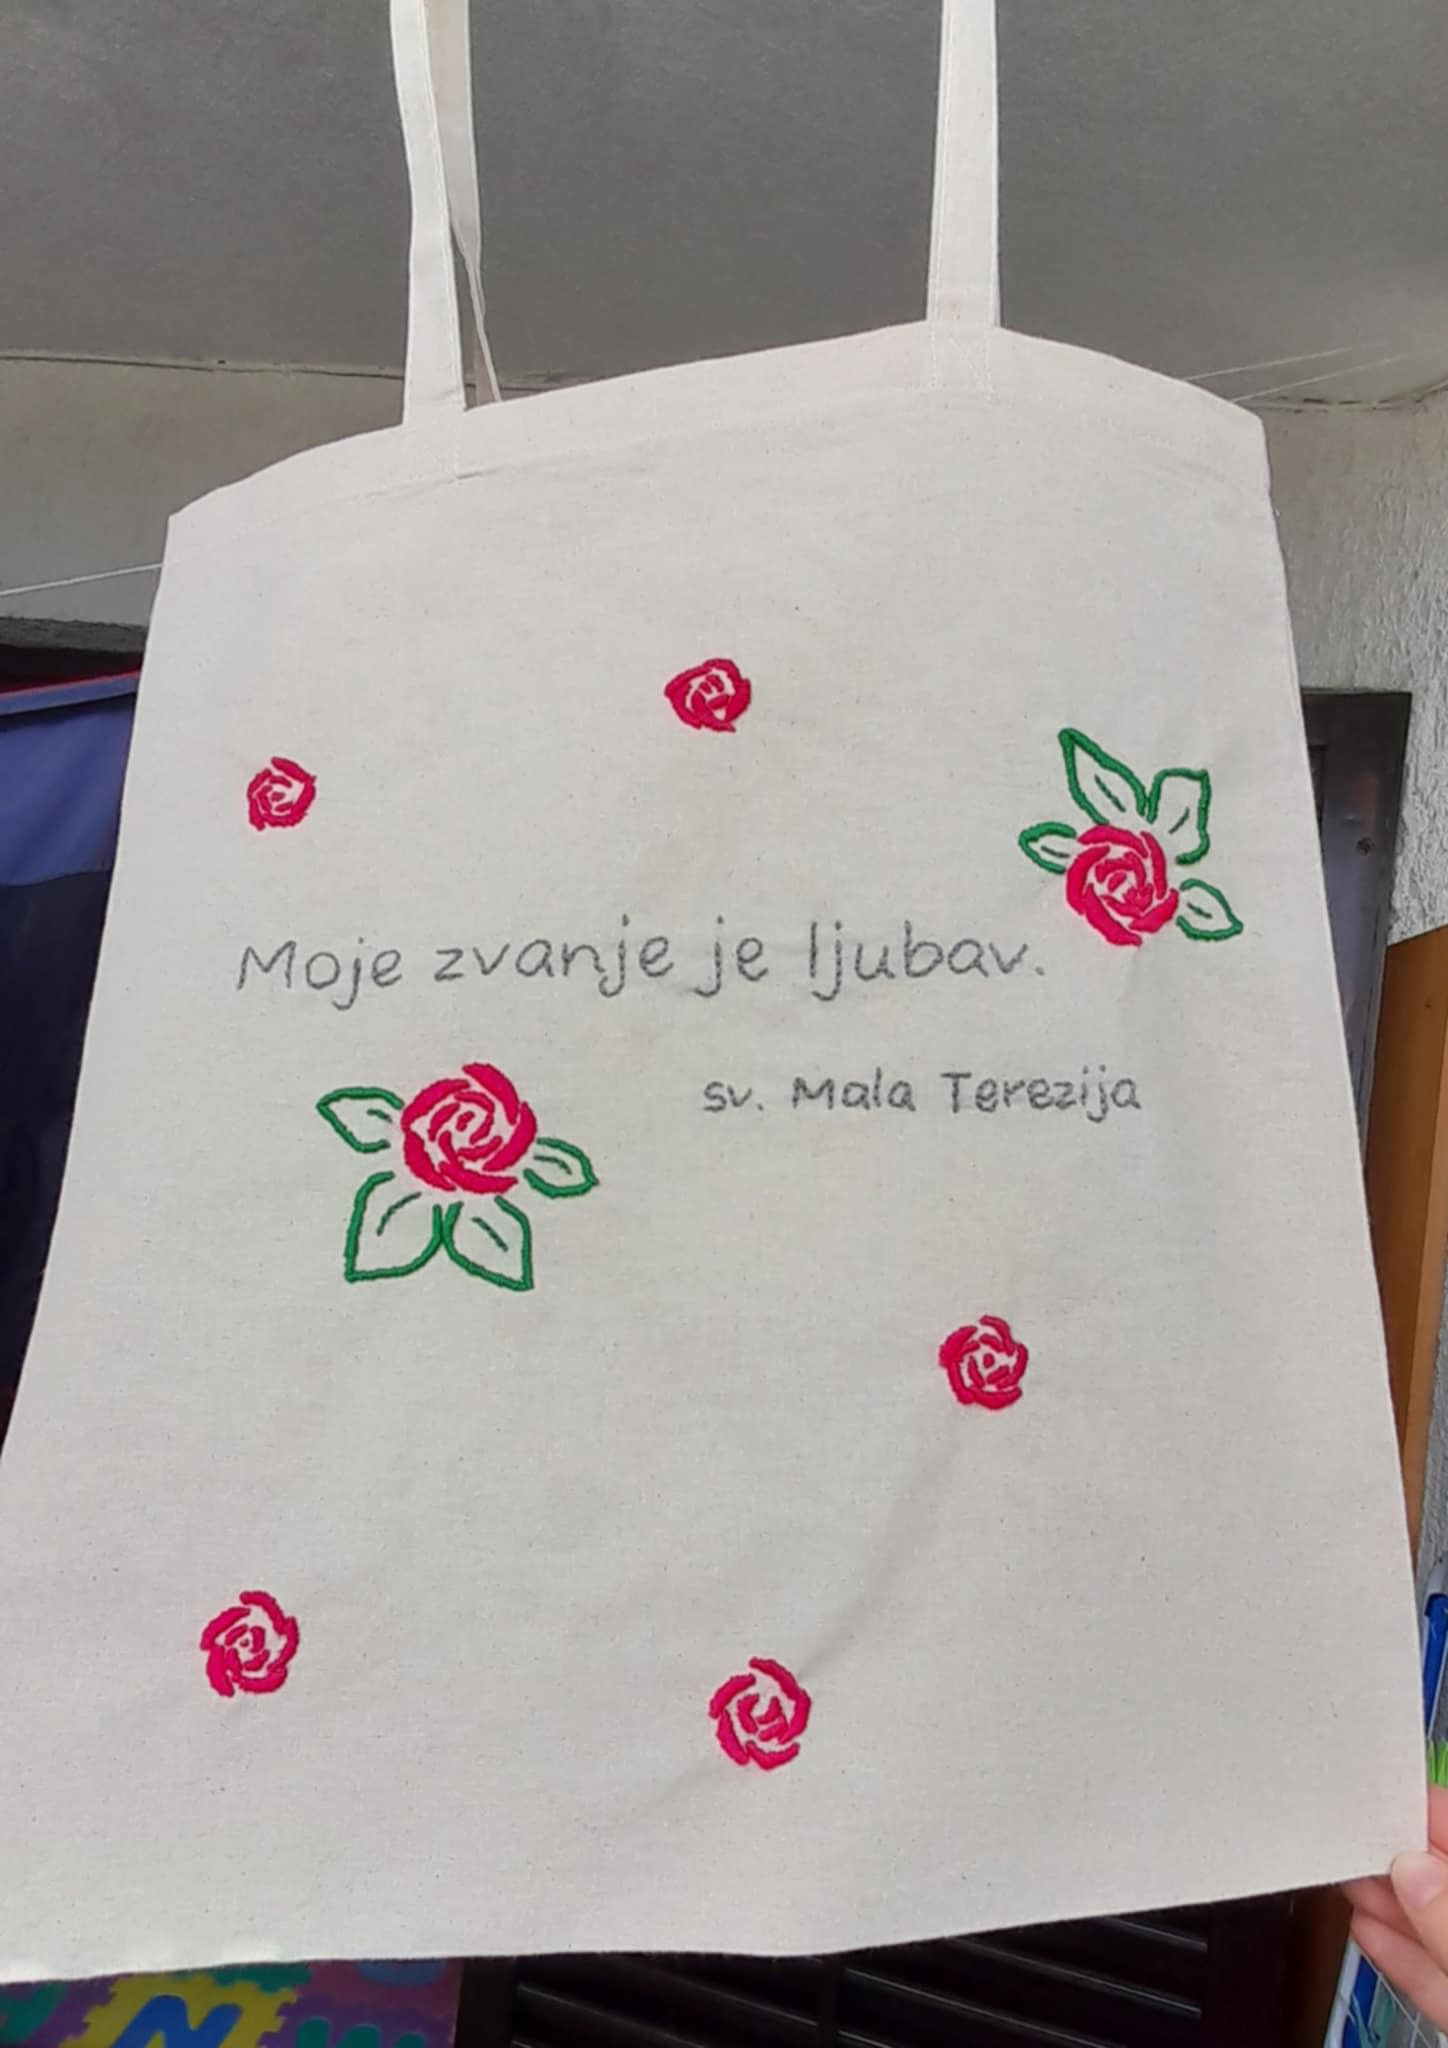 Moje zvanje je ljubav.
sv. Mala Terezija
N